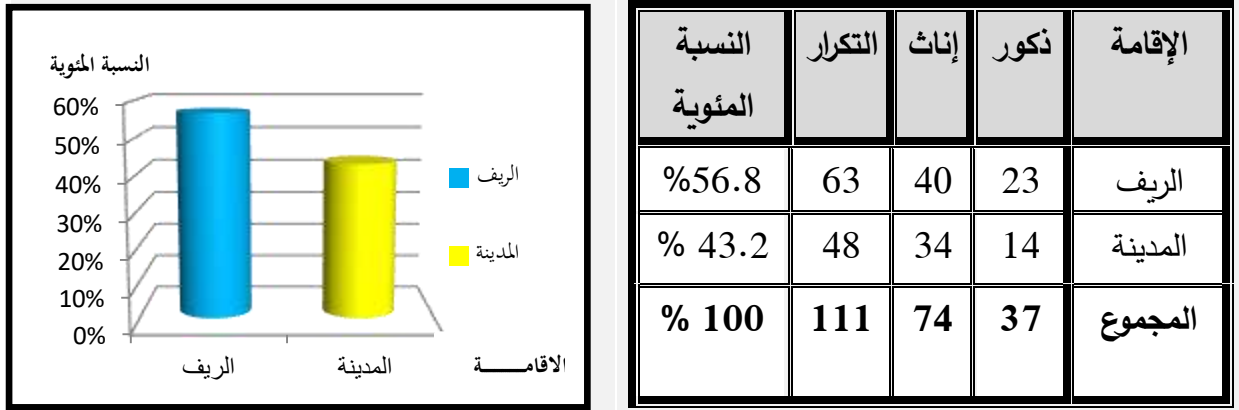 الإقامة ذكور إناث التكرار النسبة المئوية
الريف 23 40 63 %56.8
المدينة 14 34 48 % 43.2
المجموع 37 74 111 % 100
النسبة المئوية
60%
50%
40%
30%
20%
10%
0%
الريف
المدينة
الريف المدينة الاقامـــــة